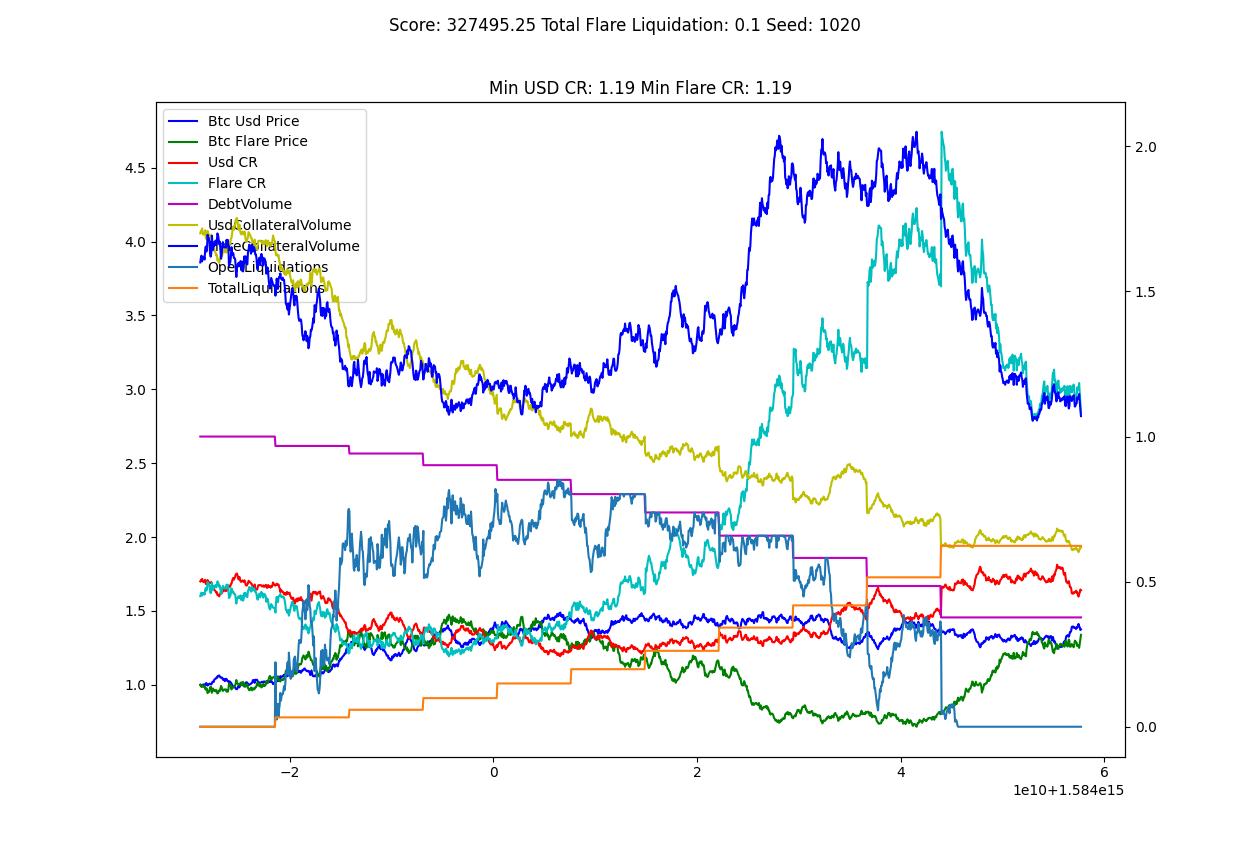 Score: 327495.25 Total Flare Liquidation: 0.1 Seed: 1020
Min USD CR: 1.19 Min Flare CR: 1.19
Btc Usd Price
Btc Flare Price
Usd CR
Flare CR
DebtVolume
UsdCollateralVolume
FlareCollateralVolume
OpenLiquidations
TotalLiquidations
4.5
4.0
3.5
3.0
2.5
2.0
1.5
1.0
2.0
1.5
1.0
0.5
0.0
−2
0
2
4
6
1e10+1.584e15